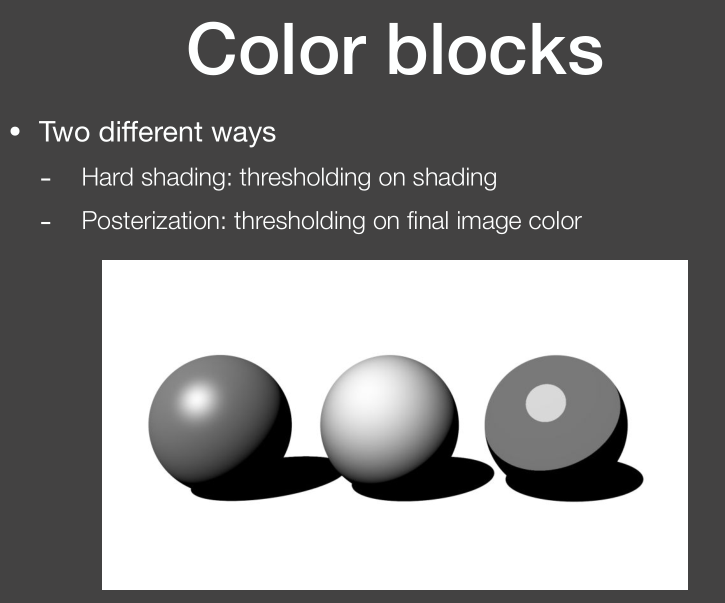 Color blocks
• Two different ways
- Hard shading: thresholding on shading
- Posterization: thresholding on final image color